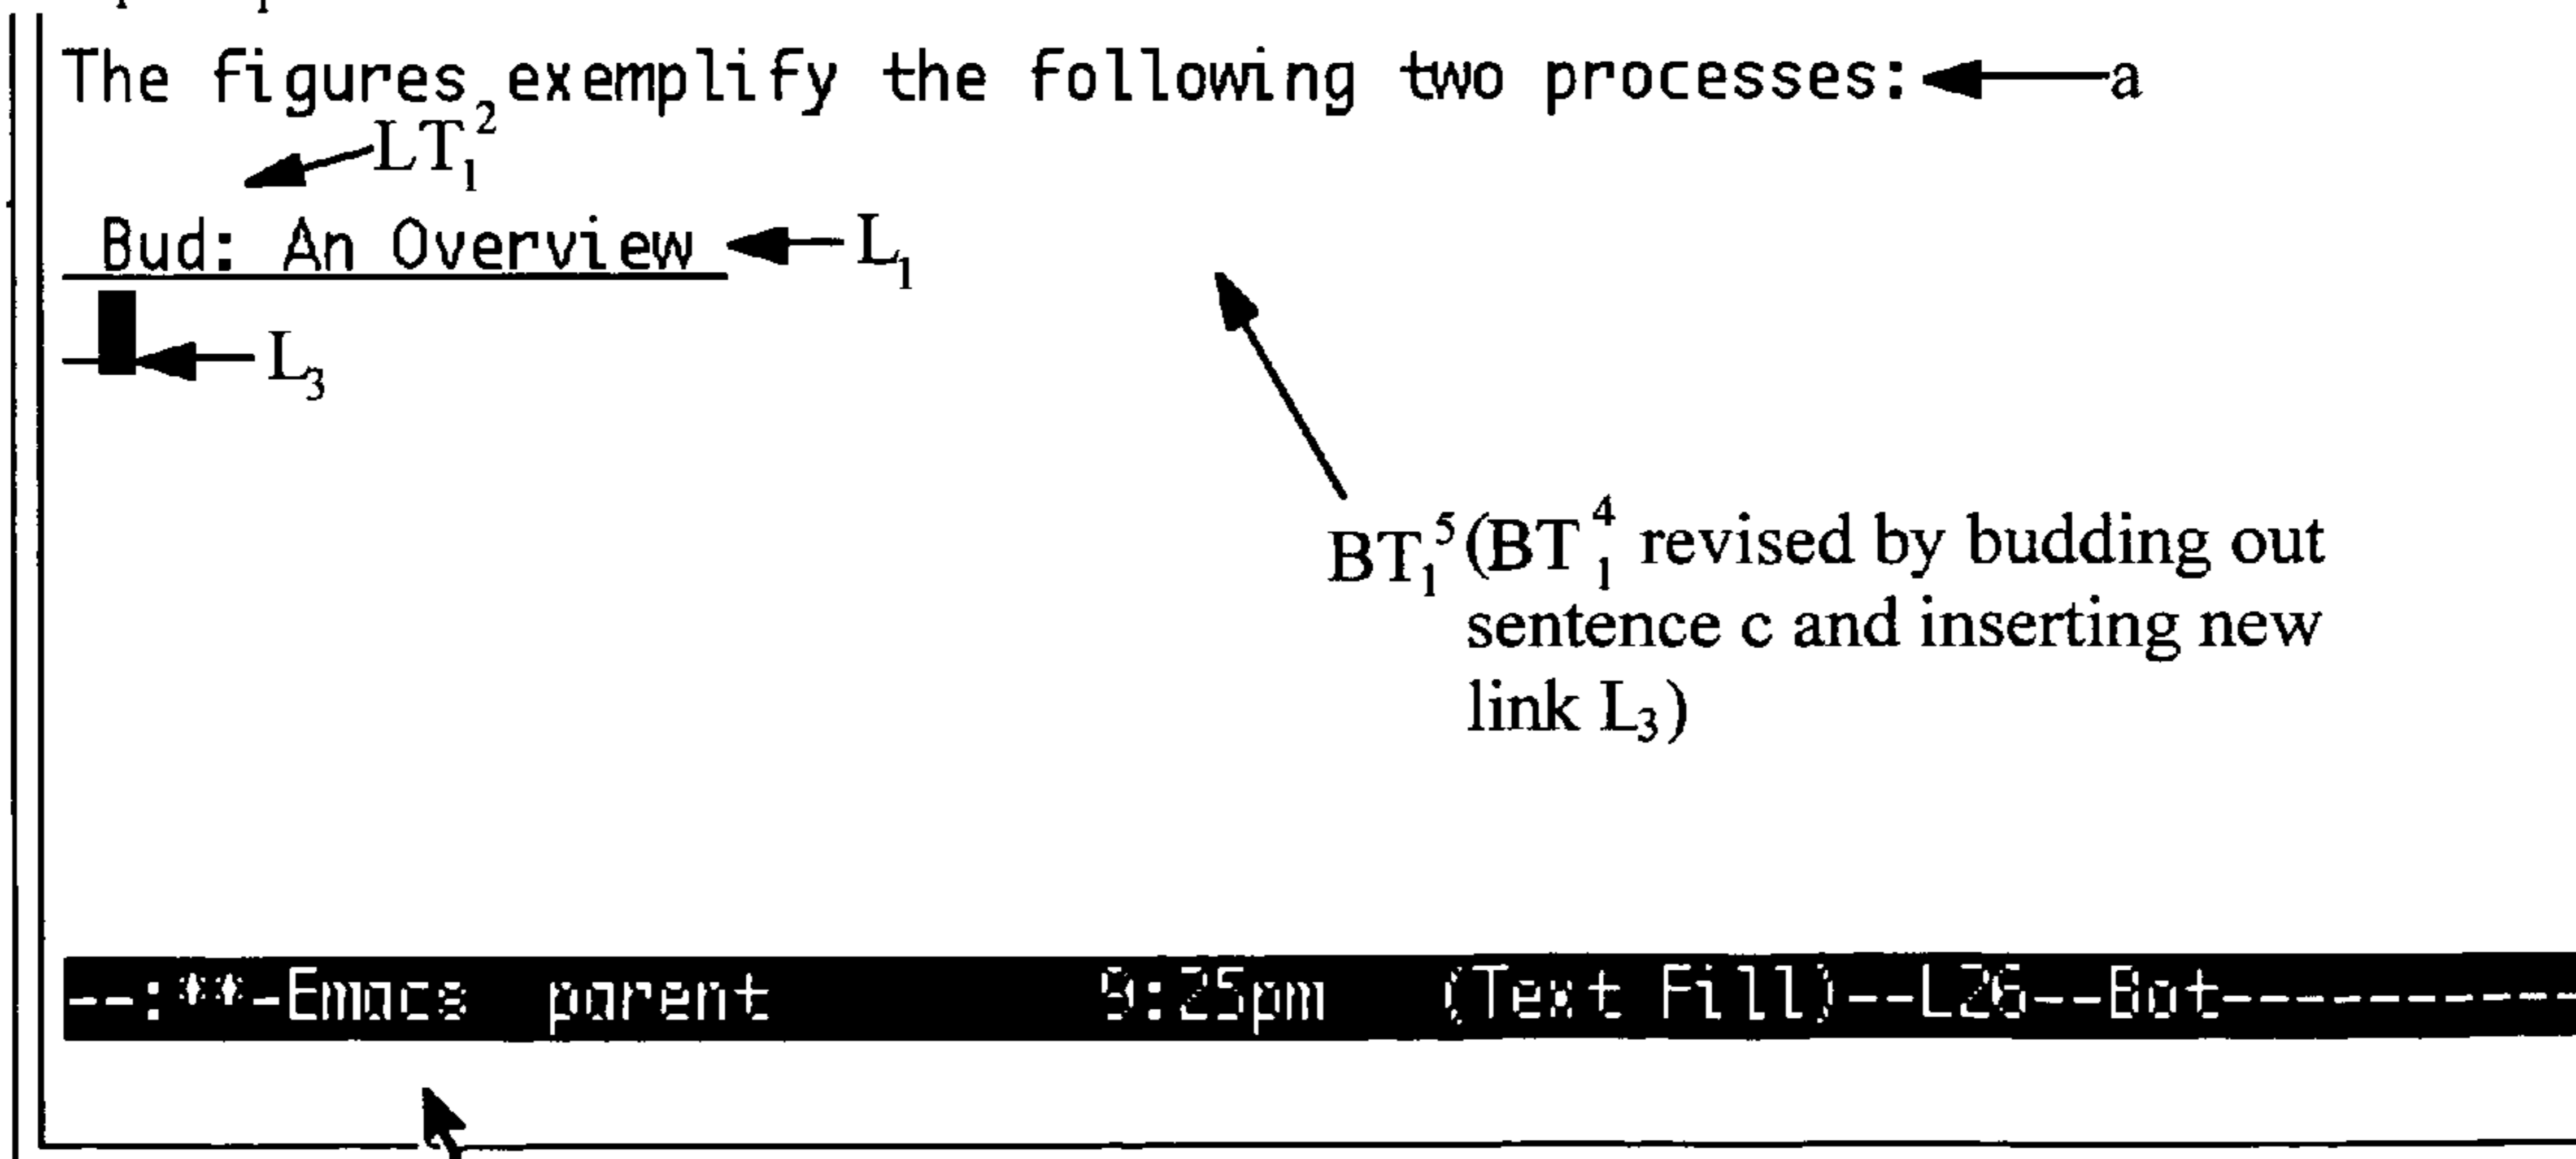 The figures exemplify the following two processes: a
LT₁²
Bud: An Overview L₁
L₃
BT₁⁵ (BT₁⁴ revised by budding out
sentence c and inserting new
link L₃)
--:**-Emacs parent 9:25pm (Text Fill)--L26--Bot-----------